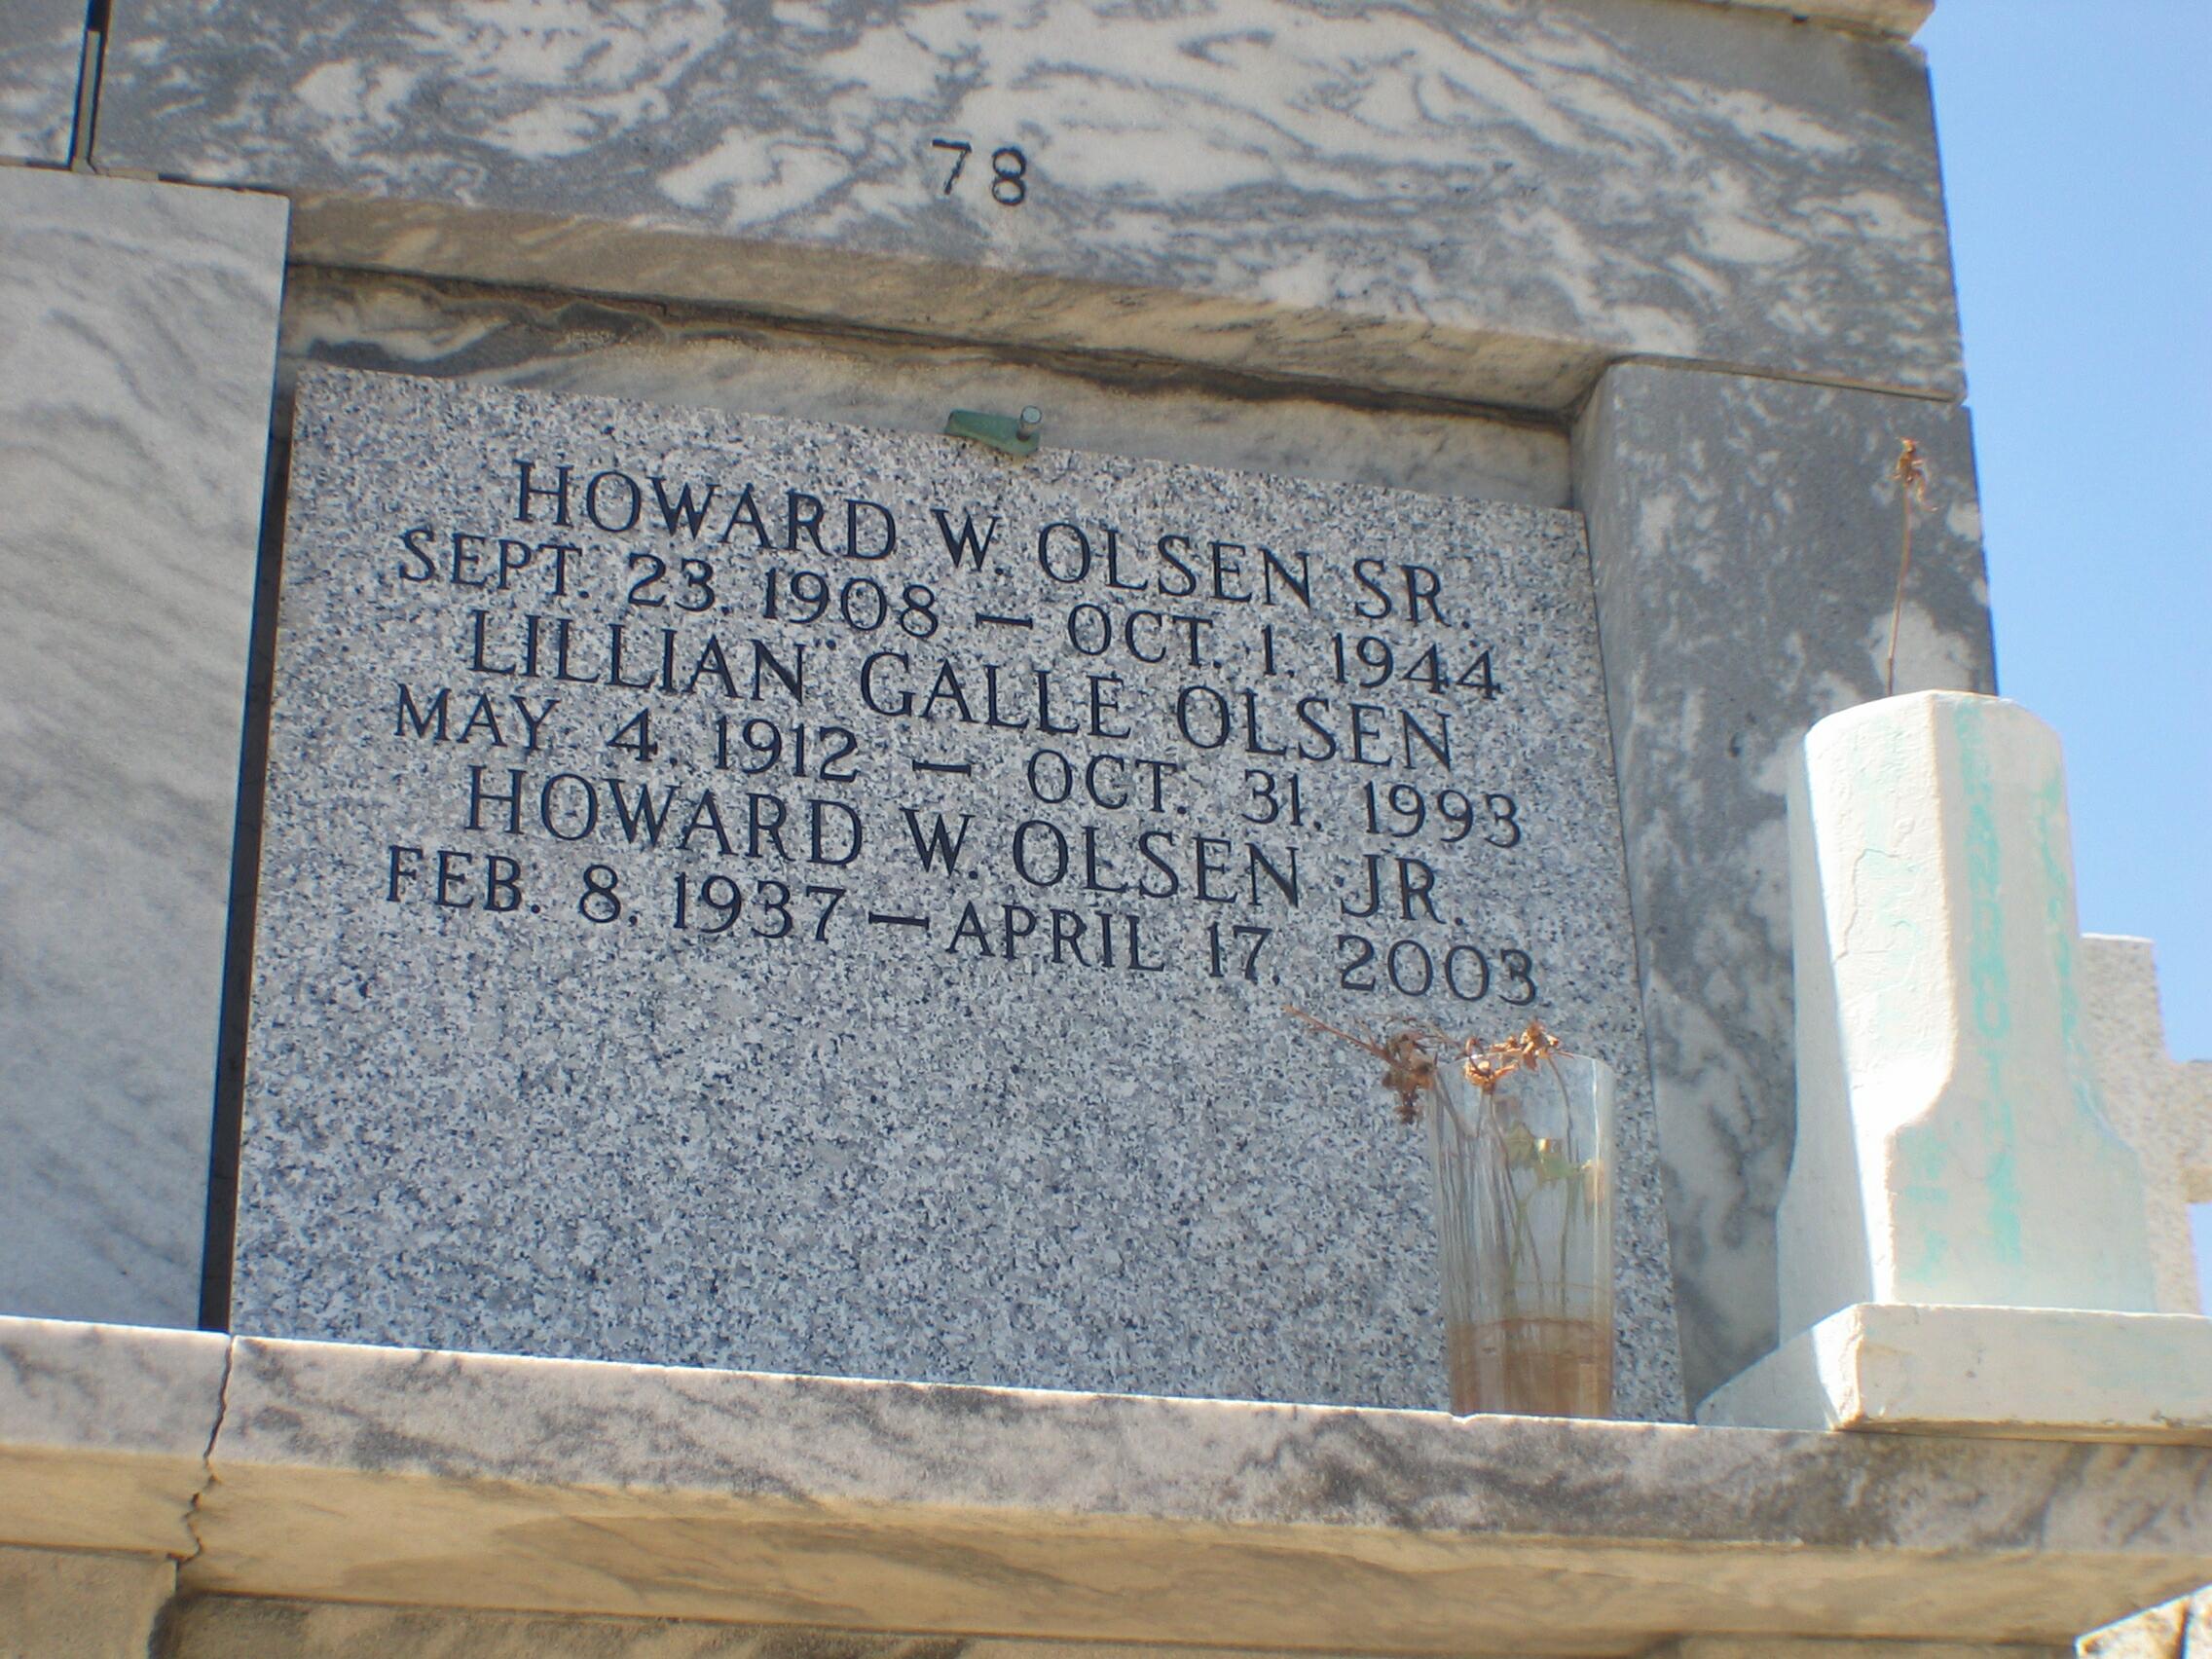 78
HOWARD W. OLSEN SR.
SEPT. 23, 1908 — OCT. 1, 1944
LILLIAN GALLE OLSEN
MAY 4, 1912 — OCT. 31, 1993
HOWARD W. OLSEN JR.
FEB. 8, 1937 — APRIL 17, 2003